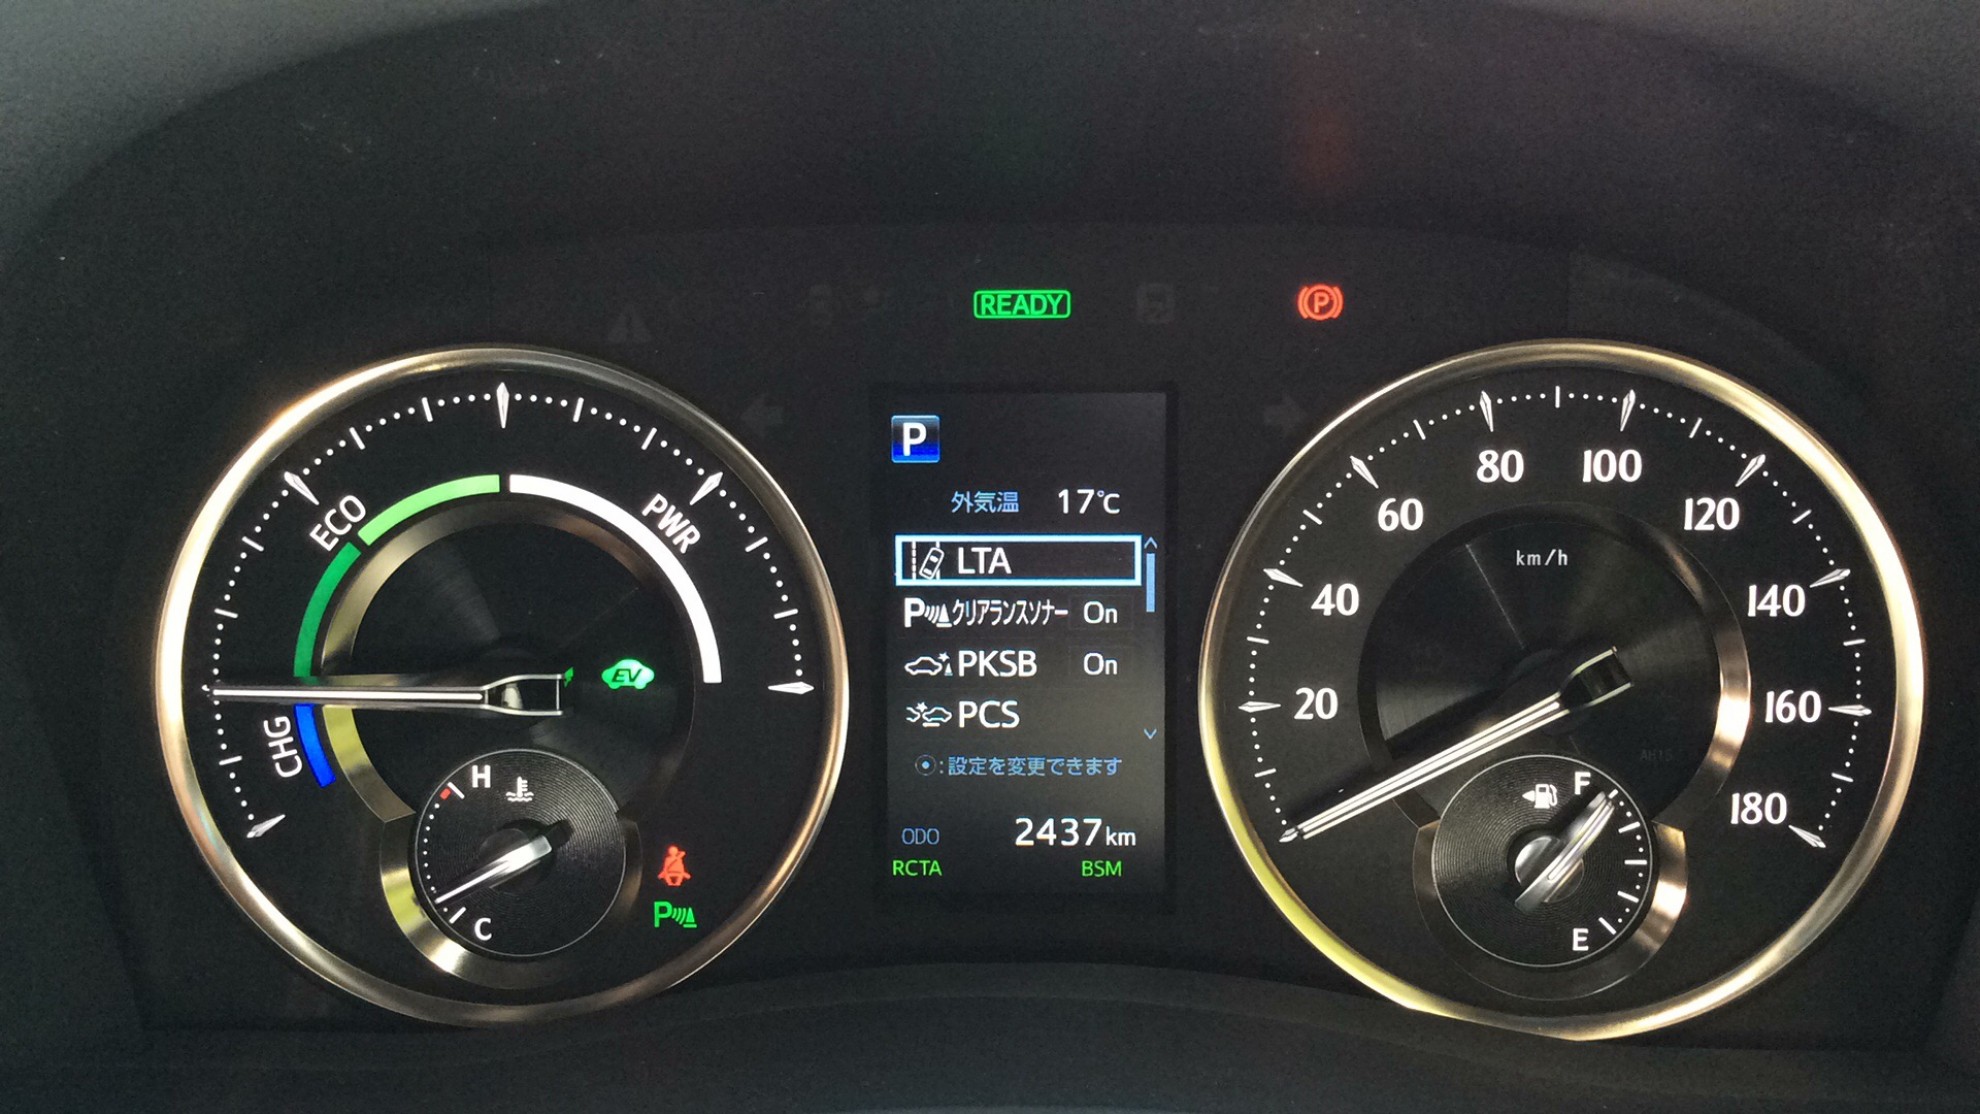 READY
P
ECO
PWR
CHG
EV
H
C
P
P
外気温 17℃
LTA
Pクリアランスソナー On
PKSB On
PCS
:設定を変更できます
ODO 2437km
RCTA BSM
km/h
20
40
60
80
100
120
140
160
180
F
E